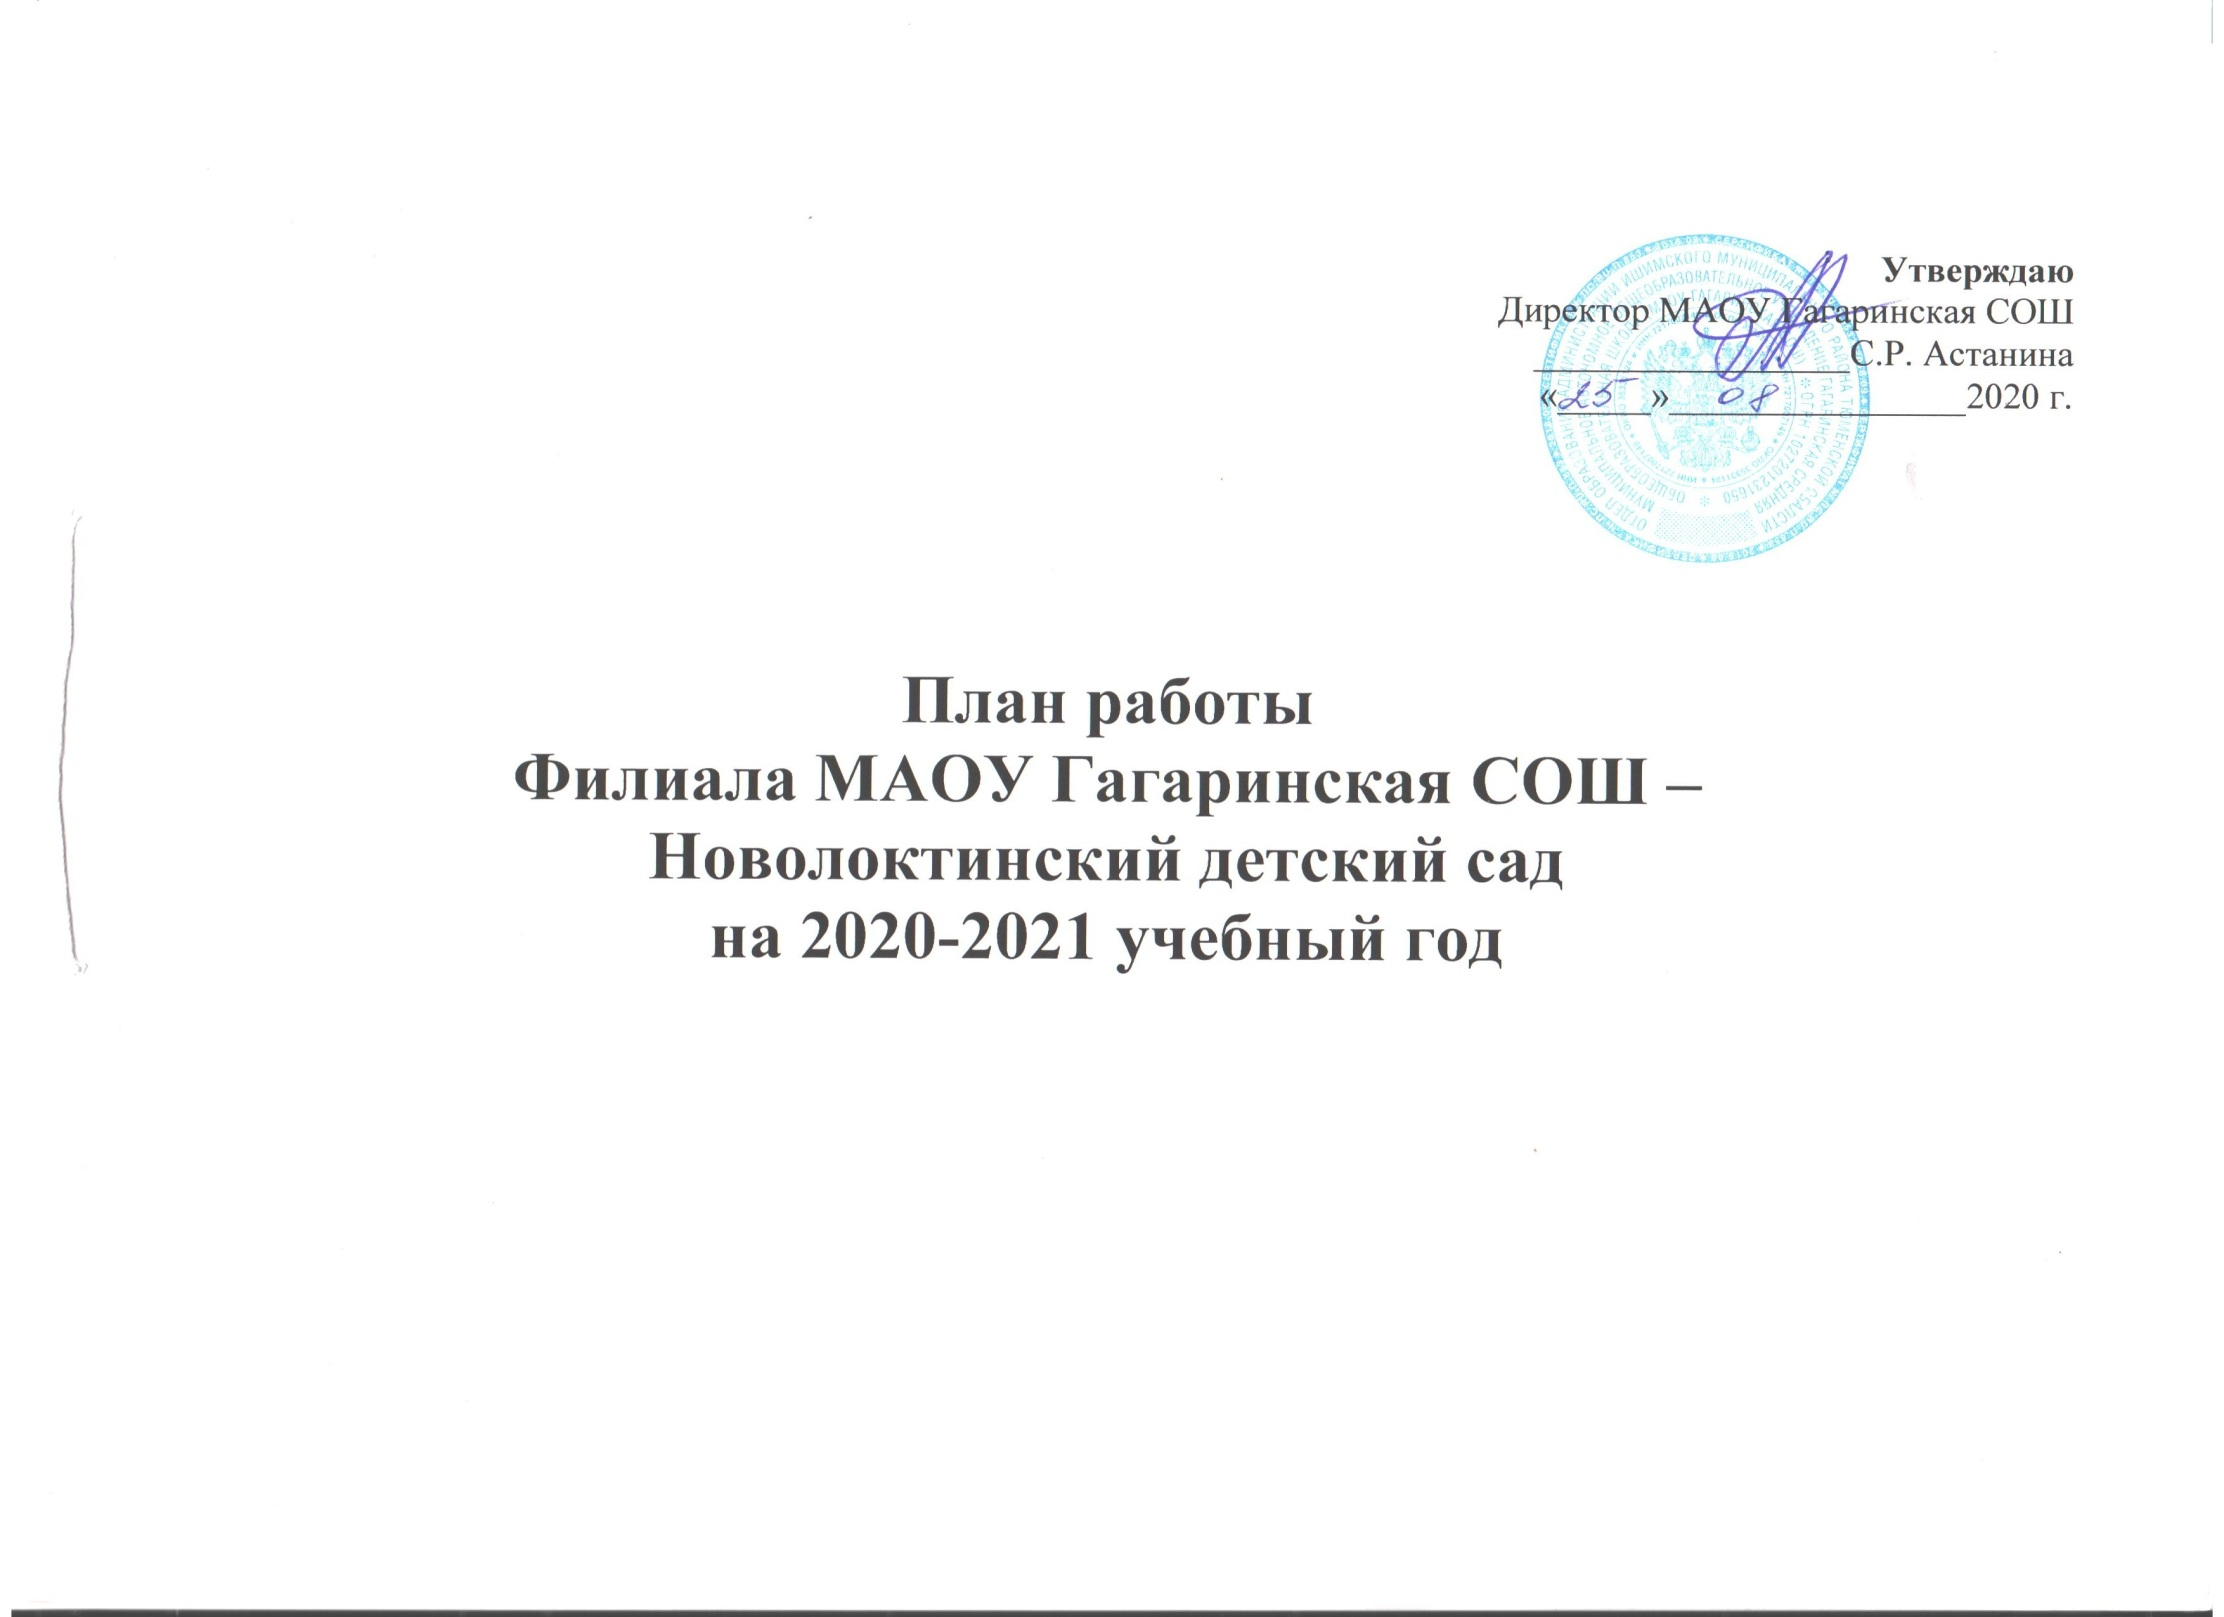 Утверждаю
Директор МАОУ Гагаринская СОШ
С.Р. Астанина
«25» 08 2020 г.
План работы
Филиала МАОУ Гагаринская СОШ –
Новолоктинский детский сад
на 2020-2021 учебный год